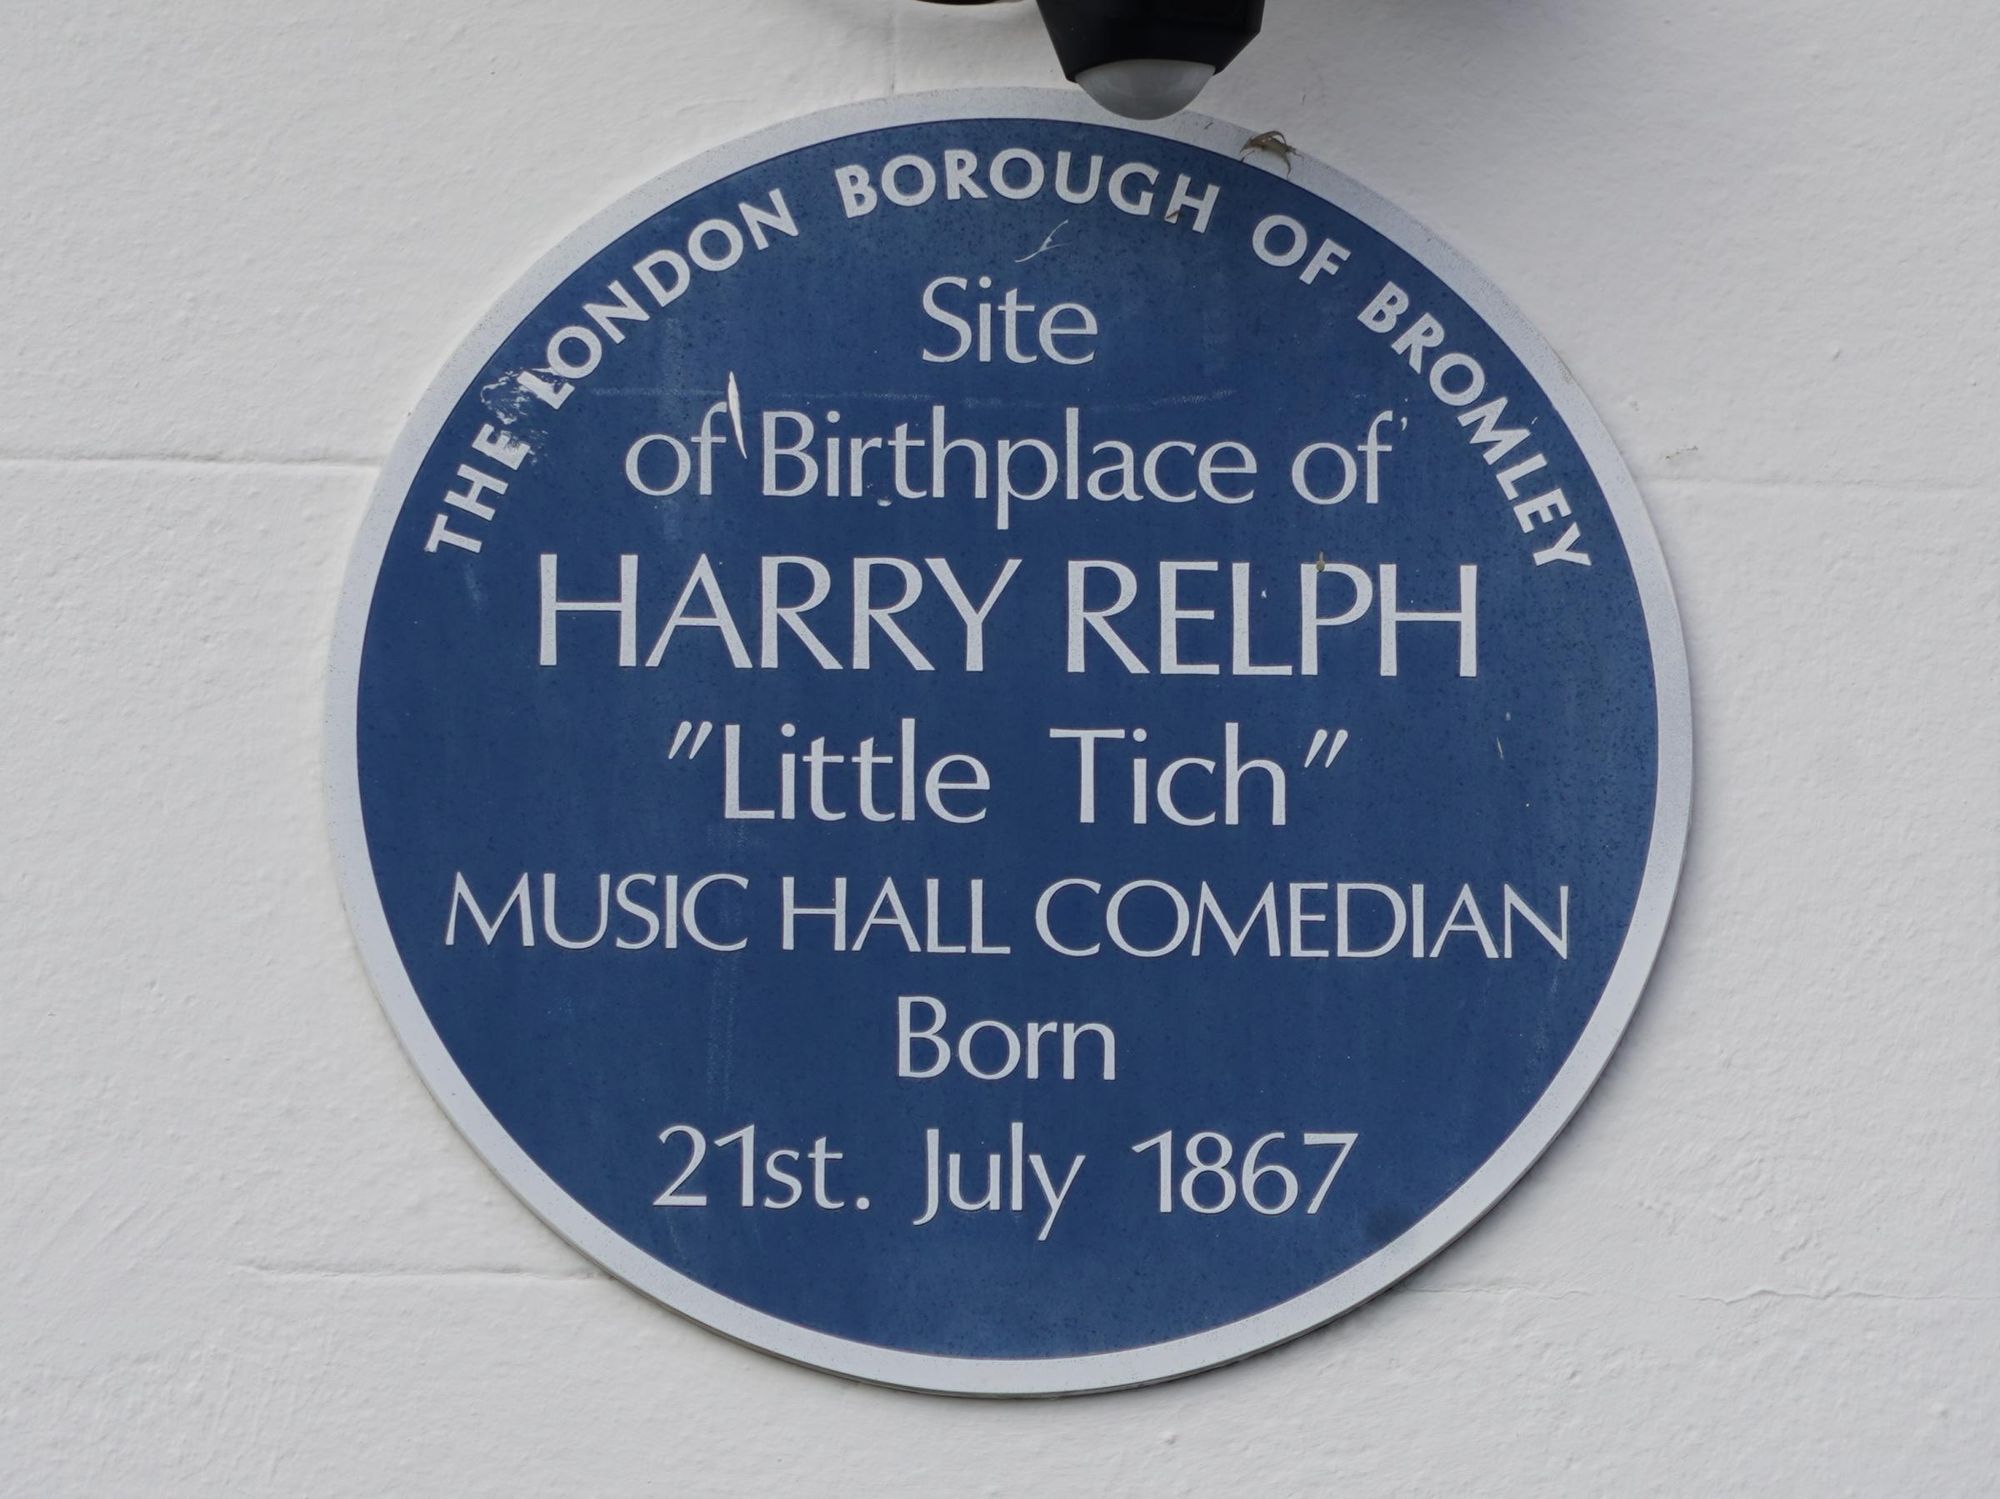 THE LONDON BOROUGH OF BROMLEY
Site
of Birthplace of
HARRY RELPH
"Little Tich"
MUSIC HALL COMEDIAN
Born
21st. July 1867